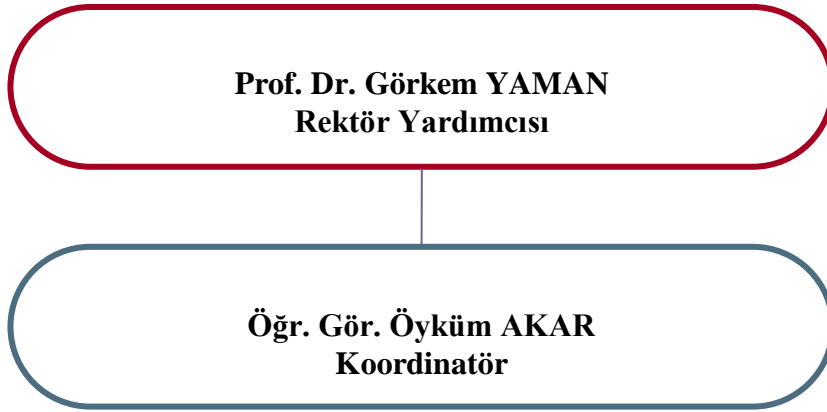 Prof. Dr. Görkem YAMAN
Rektör Yardımcısı
Öğr. Gör. Öyküm AKAR
Koordinatör